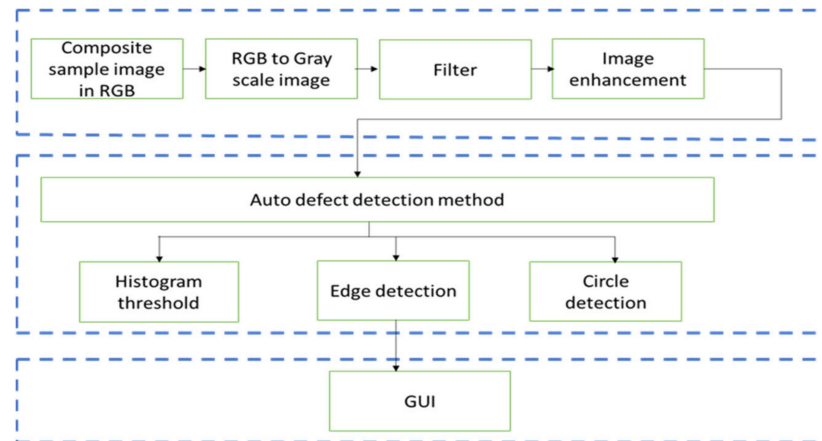 Composite
sample image
in RGB
RGB to Gray
scale image
Filter
Image
enhancement
Auto defect detection method
Histogram
threshold
Edge detection
Circle
detection
GUI